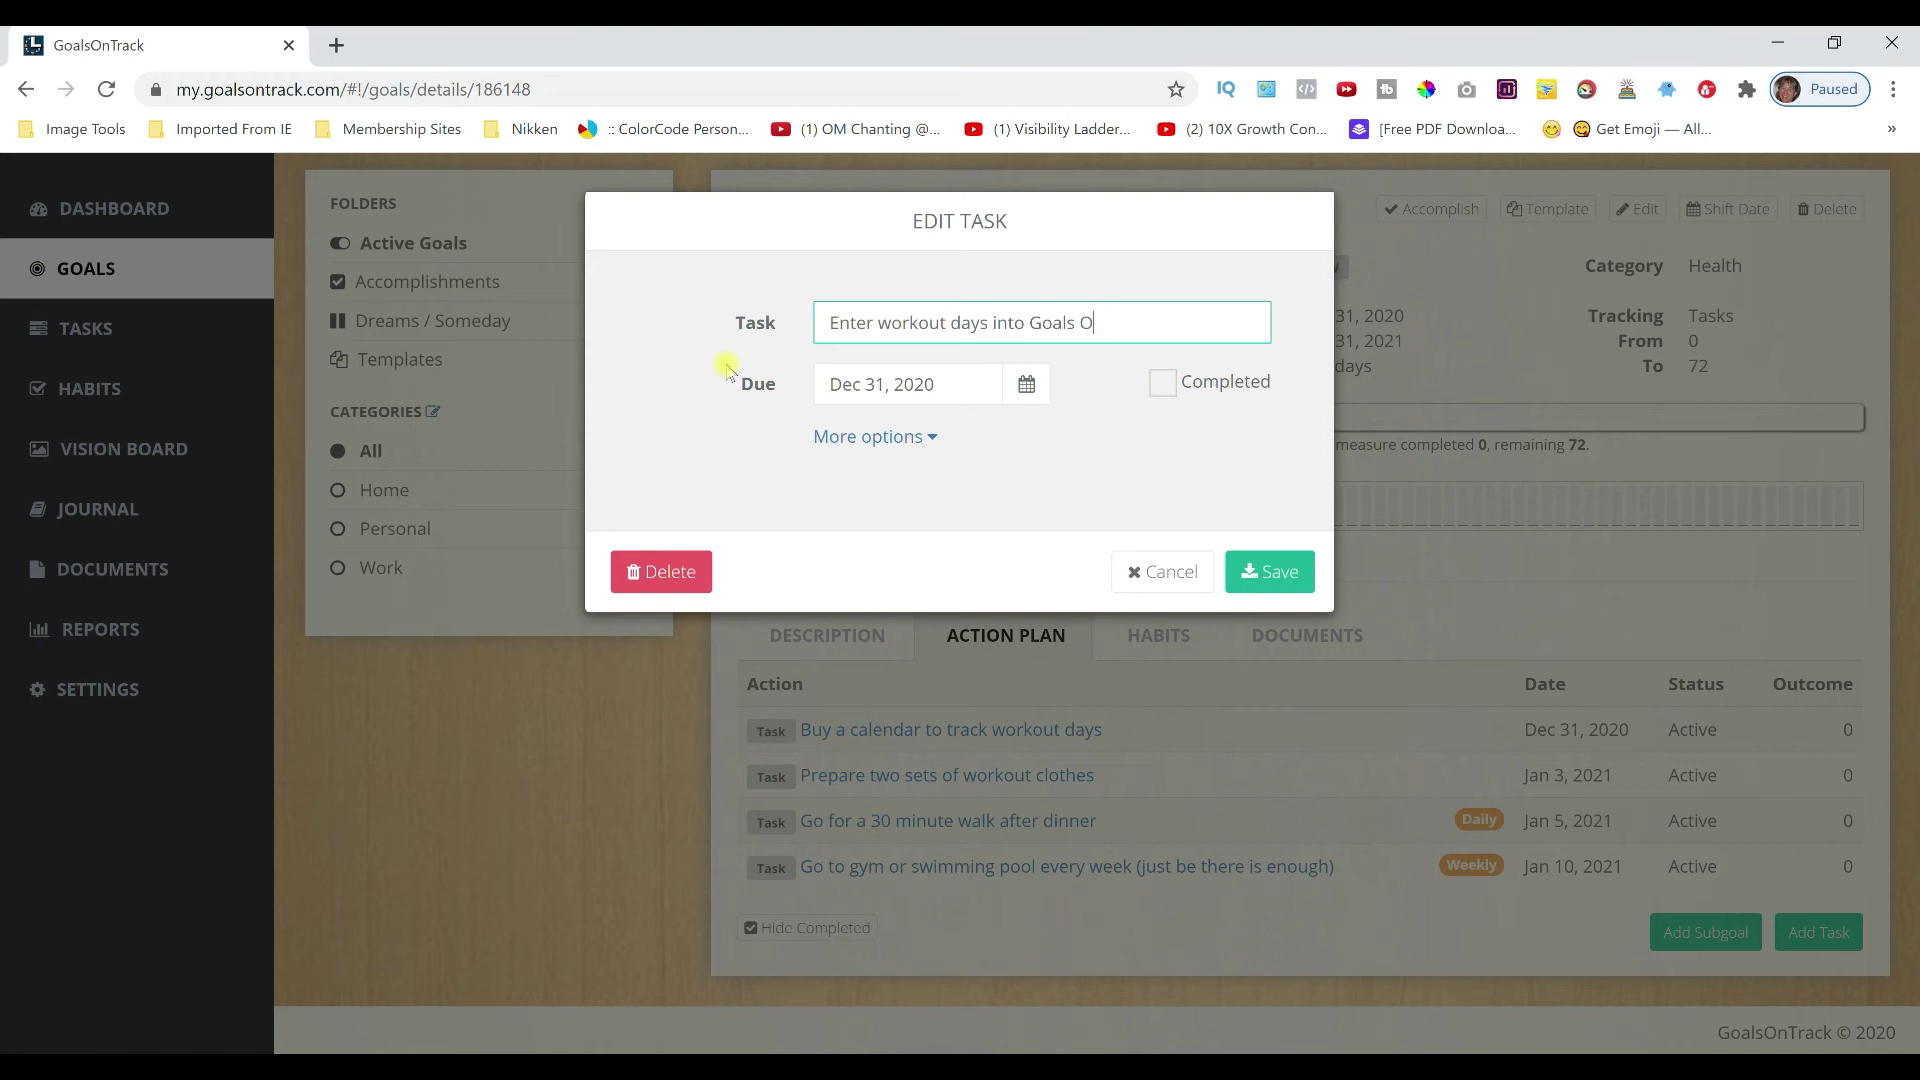 GoalsOnTrack
my.goalsontrack.com/#!/goals/details/186148
IQ
tb
Paused
Image Tools
Imported From IE
Membership Sites
Nikken
:: ColorCode Person...
(1) OM Chanting @...
(1) Visibility Ladder...
(2) 10X Growth Con...
[Free PDF Downloa...
Get Emoji — All...
»
DASHBOARD
GOALS
TASKS
HABITS
VISION BOARD
JOURNAL
DOCUMENTS
REPORTS
SETTINGS
FOLDERS
Active Goals
Accomplishments
Dreams / Someday
Templates
CATEGORIES
All
Home
Personal
Work
EDIT TASK
Task
Enter workout days into Goals O
Due
Dec 31, 2020
Completed
More options
Delete
Cancel
Save
Accomplish
Template
Edit
Shift Date
Delete
Category Health
31, 2020
31, 2021
days
Tracking Tasks
From 0
To 72
measure completed 0, remaining 72.
DESCRIPTION
ACTION PLAN
HABITS
DOCUMENTS
Action Date Status Outcome
Task Buy a calendar to track workout days Dec 31, 2020 Active 0
Task Prepare two sets of workout clothes Jan 3, 2021 Active 0
Task Go for a 30 minute walk after dinner Daily Jan 5, 2021 Active 0
Task Go to gym or swimming pool every week (just be there is enough) Weekly Jan 10, 2021 Active 0
Hide Completed
Add Subgoal
Add Task
GoalsOnTrack © 2020